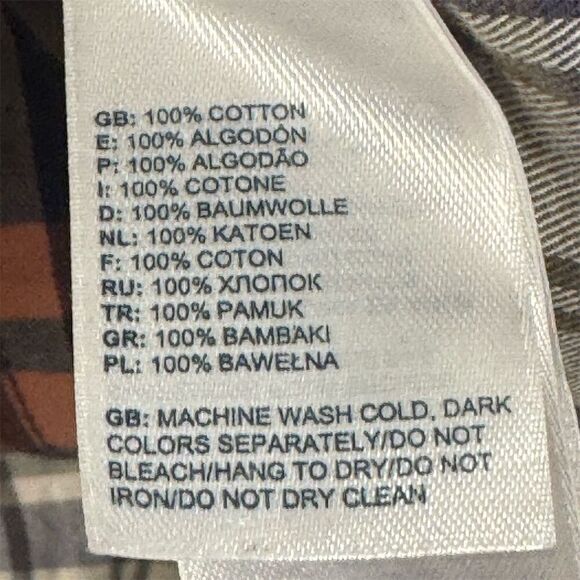 GB: 100% COTTON
E: 100% ALGODÓN
P: 100% ALGODÃO
I: 100% COTONE
D: 100% BAUMWOLLE
NL: 100% KATOEN
F: 100% COTON
RU: 100% ХЛОПОК
TR: 100% PAMUK
GR: 100% BAMBAKI
PL: 100% BAWEŁNA
GB: MACHINE WASH COLD, DARK
COLORS SEPARATELY/DO NOT
BLEACH/HANG TO DRY/DO NOT
IRON/DO NOT DRY CLEAN